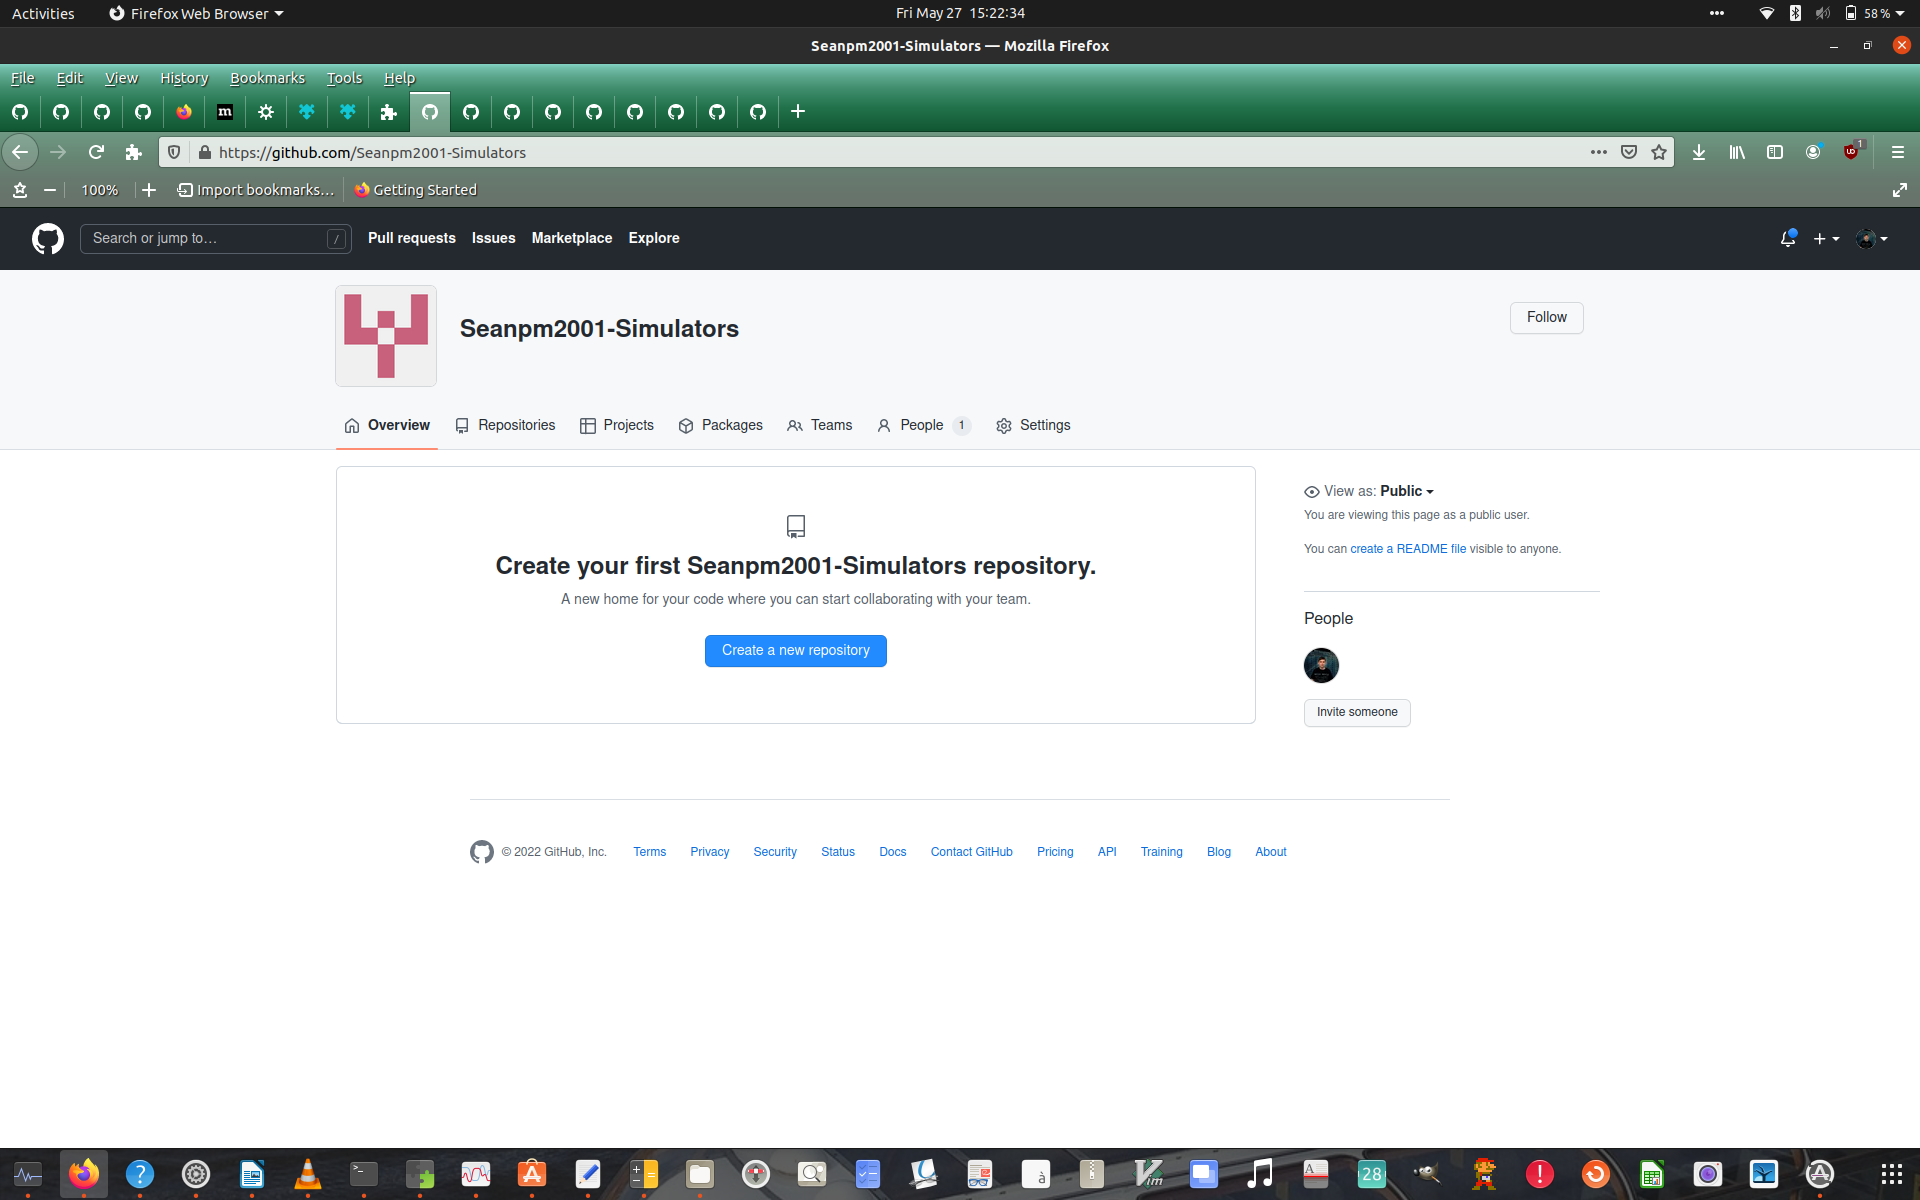 Activities Firefox Web Browser Fri May 27 15:22:34 58 %
Seanpm2001-Simulators — Mozilla Firefox
File Edit View History Bookmarks Tools Help
m
https://github.com/Seanpm2001-Simulators 1
100% Import bookmarks… Getting Started
Search or jump to… / Pull requests Issues Marketplace Explore
Seanpm2001-Simulators
Follow
Overview Repositories Projects Packages Teams People 1 Settings
View as: Public
You are viewing this page as a public user.
You can create a README file visible to anyone.
Create your first Seanpm2001-Simulators repository.
A new home for your code where you can start collaborating with your team.
Create a new repository
People
Invite someone
© 2022 GitHub, Inc. Terms Privacy Security Status Docs Contact GitHub Pricing API Training Blog About
? >_ à Vim A 28 !